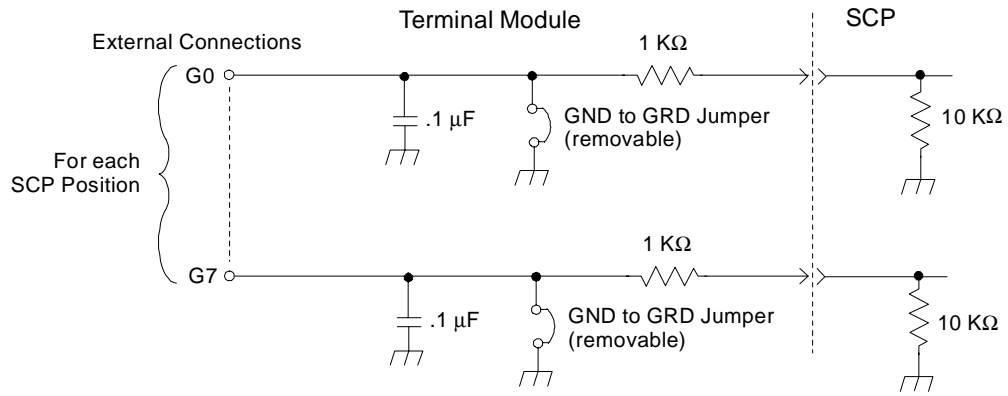 Terminal Module
SCP
External Connections
1 KΩ
G0
.1 μF
GND to GRD Jumper
(removable)
10 KΩ
For each
SCP Position
1 KΩ
G7
.1 μF
GND to GRD Jumper
(removable)
10 KΩ